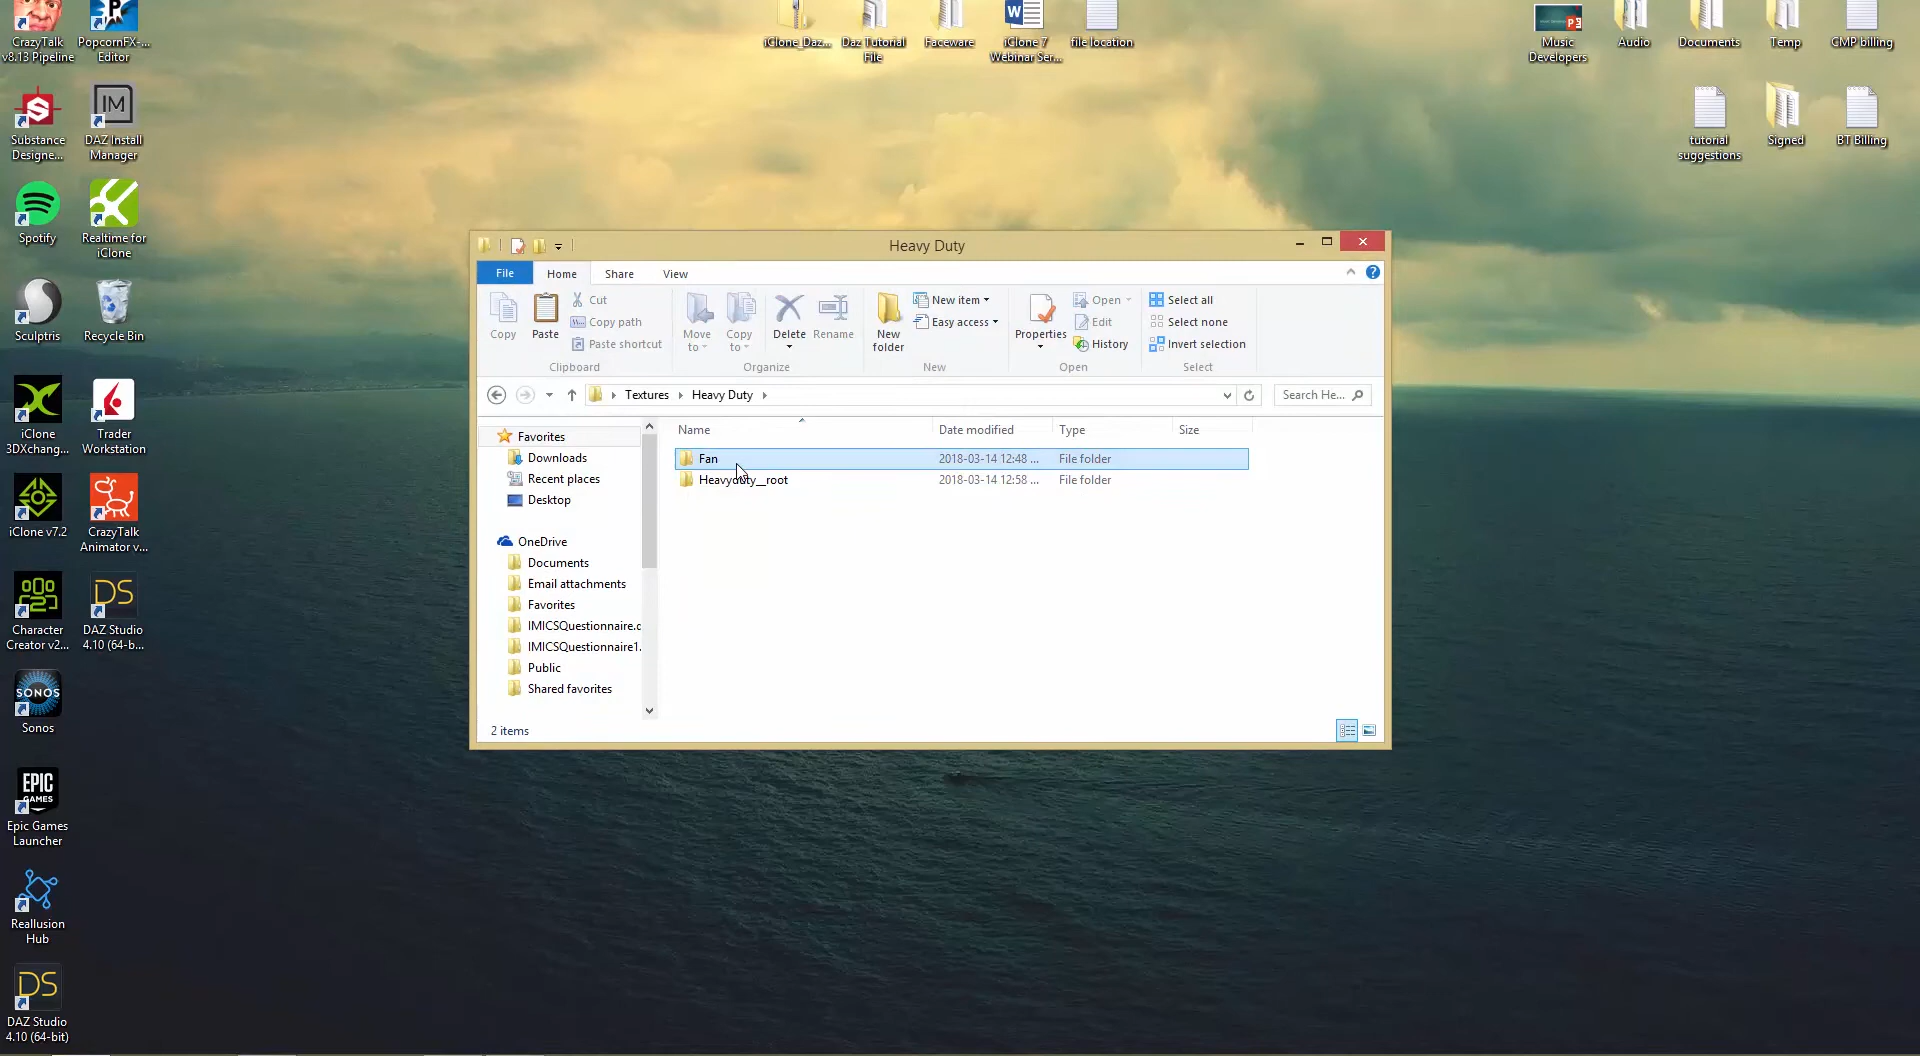 CrazyTalk
v8.13 Pipeline
P
PopcornFX-...
Editor
iClone_Daz...
Daz Tutorial
File
Faceware
W
iClone 7
Webinar Ser...
file location
Music
Developers
Audio
Documents
Temp
CMP billing
Substance
Designe...
IM
DAZ Install
Manager
tutorial
suggestions
Signed
BT Billing
Spotify
Realtime for
iClone
Sculptris
Recycle Bin
iClone
3DXchang...
Trader
Workstation
iClone v7.2
CrazyTalk
Animator v...
Character
Creator v2...
DS
DAZ Studio
4.10 (64-b...
SONOS
Sonos
EPIC
GAMES
Epic Games
Launcher
Reallusion
Hub
DS
DAZ Studio
4.10 (64-bit)
Heavy Duty
File
Home
Share
View
Copy
Paste
Cut
Copy path
Paste shortcut
Clipboard
Move
to
Copy
to
Delete
Rename
Organize
New
folder
New item
Easy access
New
Properties
Open
Edit
History
Open
Select all
Select none
Invert selection
Select
Textures
Heavy Duty
Search He...
Favorites
Downloads
Recent places
Desktop
OneDrive
Documents
Email attachments
Favorites
IMICSQuestionnaire.c
IMICSQuestionnaire1.
Public
Shared favorites
Name
Date modified
Type
Size
Fan
2018-03-14 12:48 ...
File folder
Heavyduty__root
2018-03-14 12:58 ...
File folder
2 items